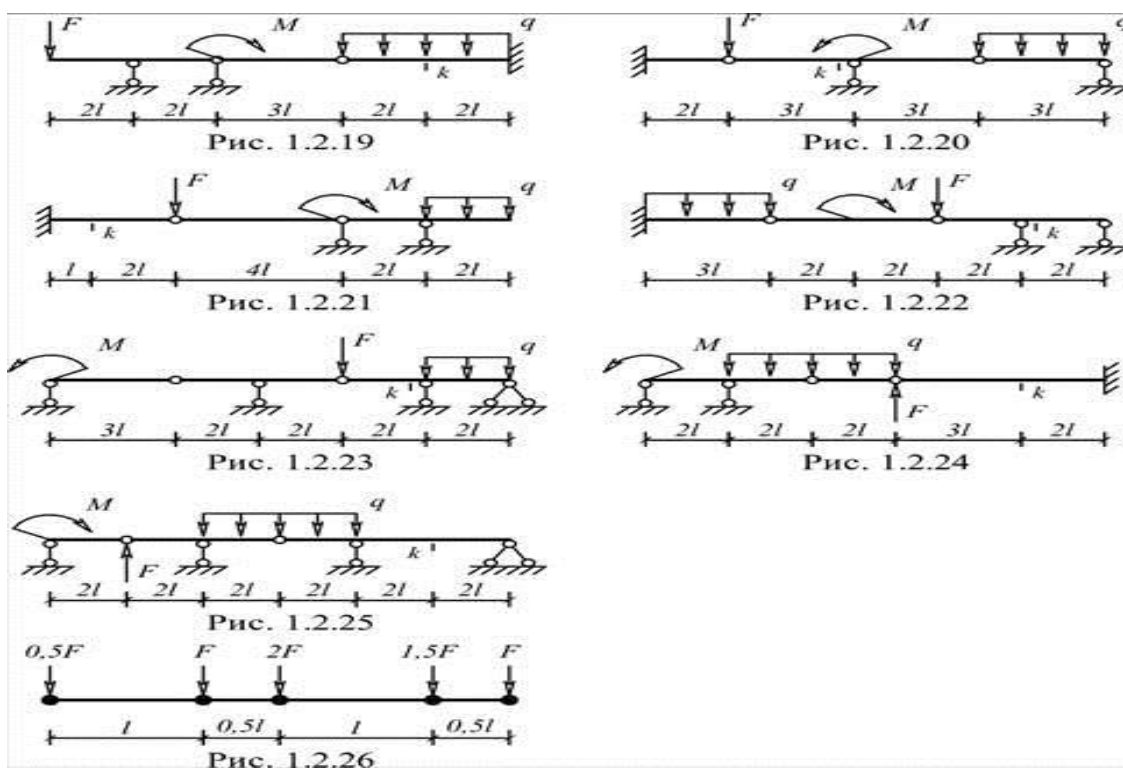 F M q
k
2l 2l 3l 2l 2l
Рис. 1.2.19
F M q
k
2l 3l 3l 3l
Рис. 1.2.20
F M q
k
l 2l 4l 2l 2l
Рис. 1.2.21
q M F
k
3l 2l 2l 2l 2l
Рис. 1.2.22
M F q
k
3l 2l 2l 2l 2l
Рис. 1.2.23
M q
k
F
2l 2l 2l 3l 2l
Рис. 1.2.24
M q
k
F
2l 2l 2l 2l 2l 2l
Рис. 1.2.25
0,5F F 2F 1,5F F
l 0,5l l 0,5l
Рис. 1.2.26